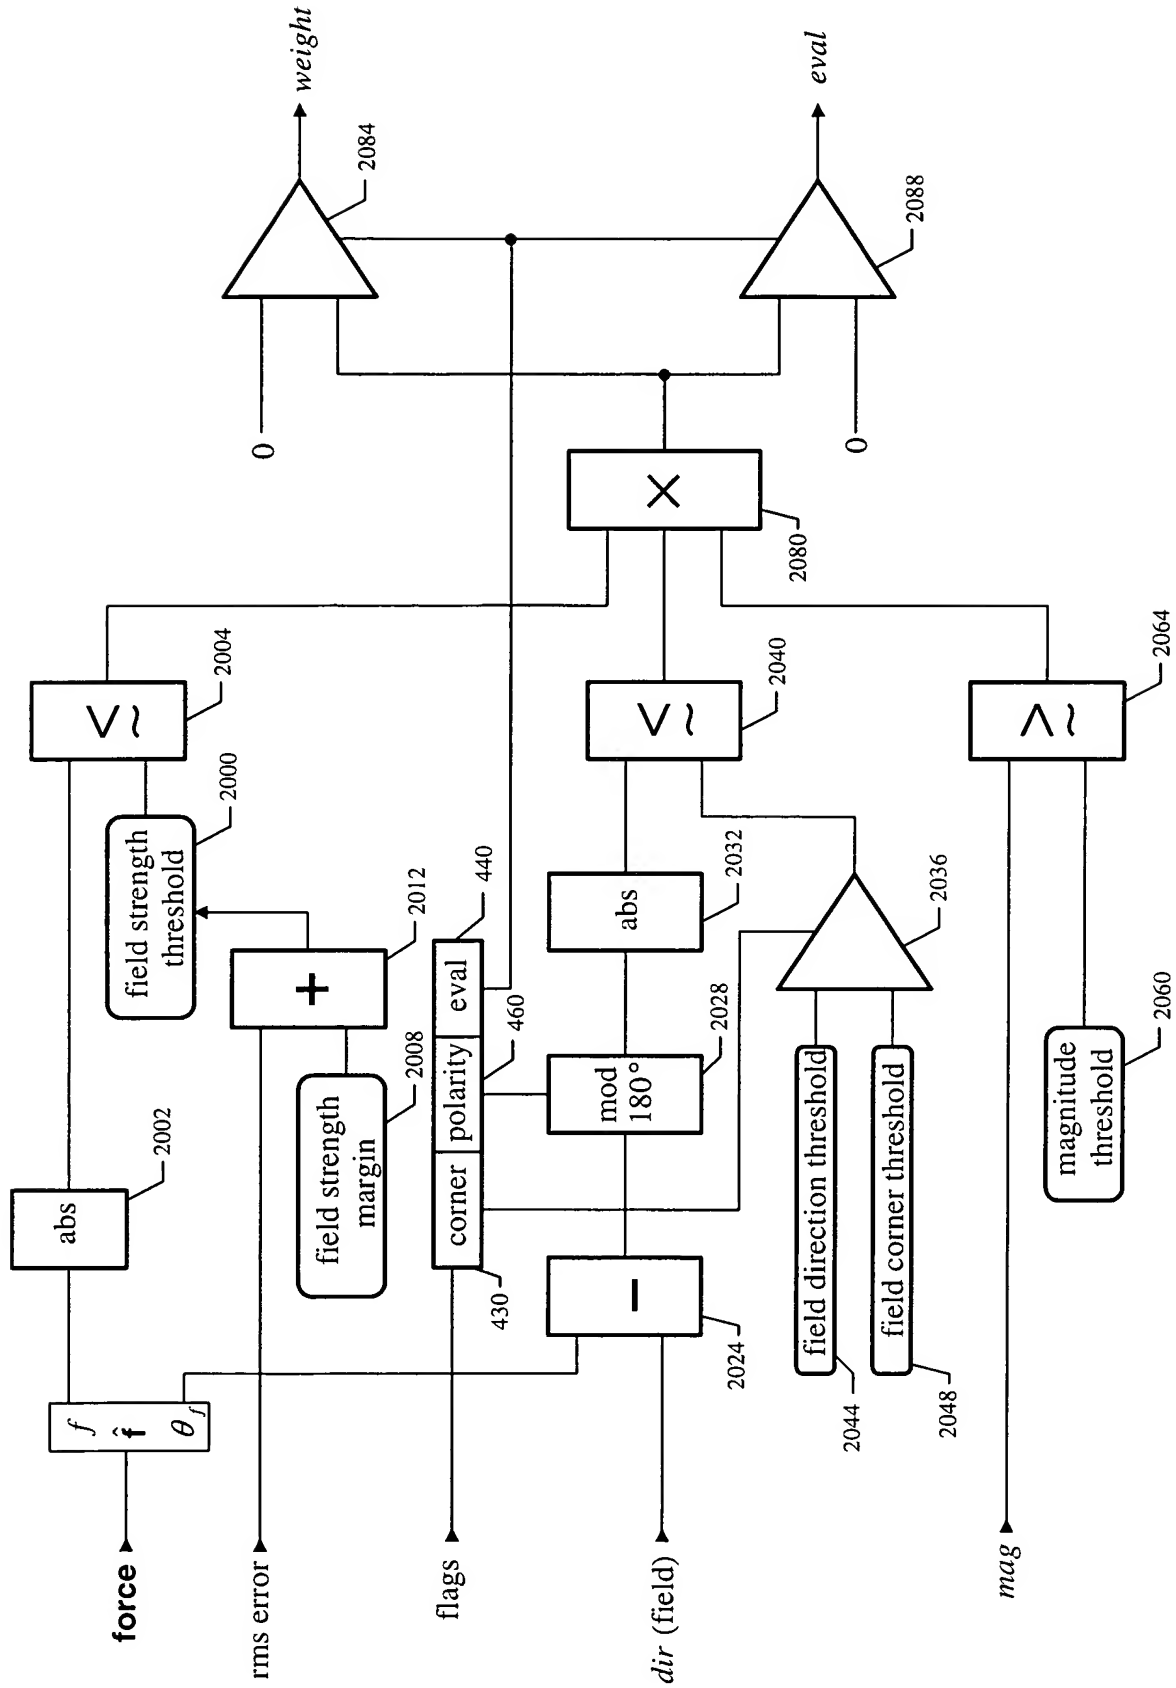 force
f
f̂
θf
abs
2002
≲
2004
field strength
threshold
2000
rms error
field strength
margin
2008
+
2012
flags
corner
polarity
eval
430
460
440
dir (field)
−
2024
mod
180°
2028
abs
2032
≲
2040
field direction threshold
2044
field corner threshold
2048
2036
mag
magnitude
threshold
2060
≳
2064
×
2080
0
2084
weight
0
2088
eval